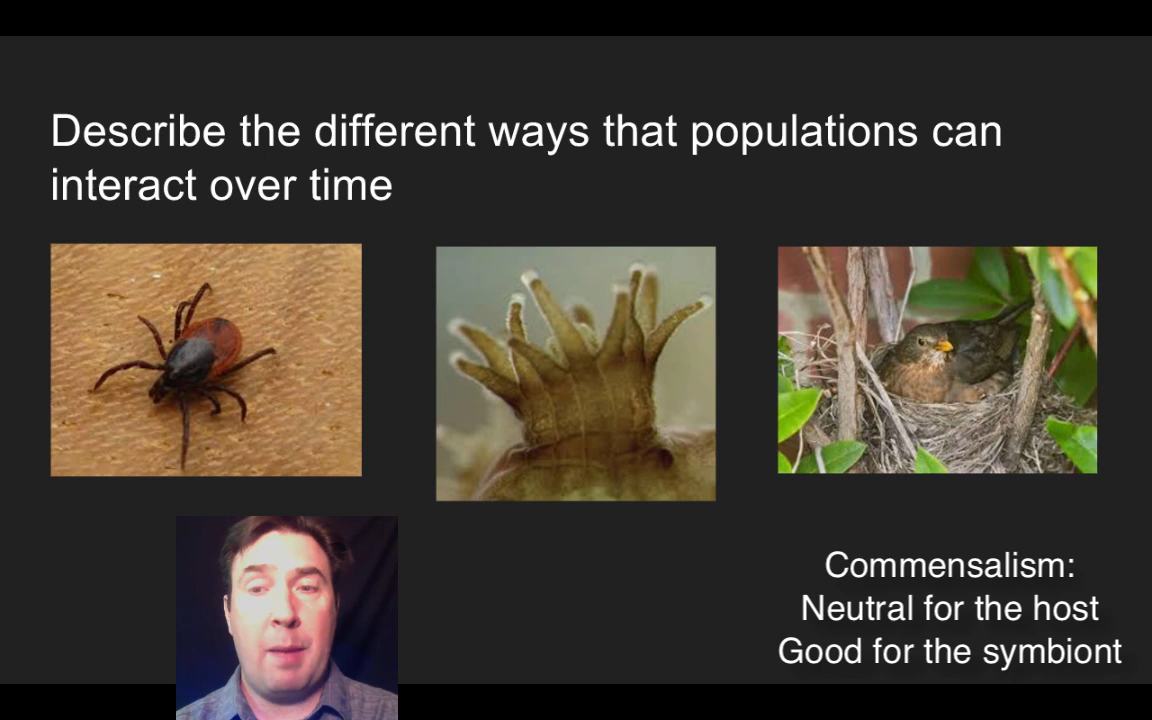 Describe the different ways that populations can
interact over time
Commensalism:
Neutral for the host
Good for the symbiont